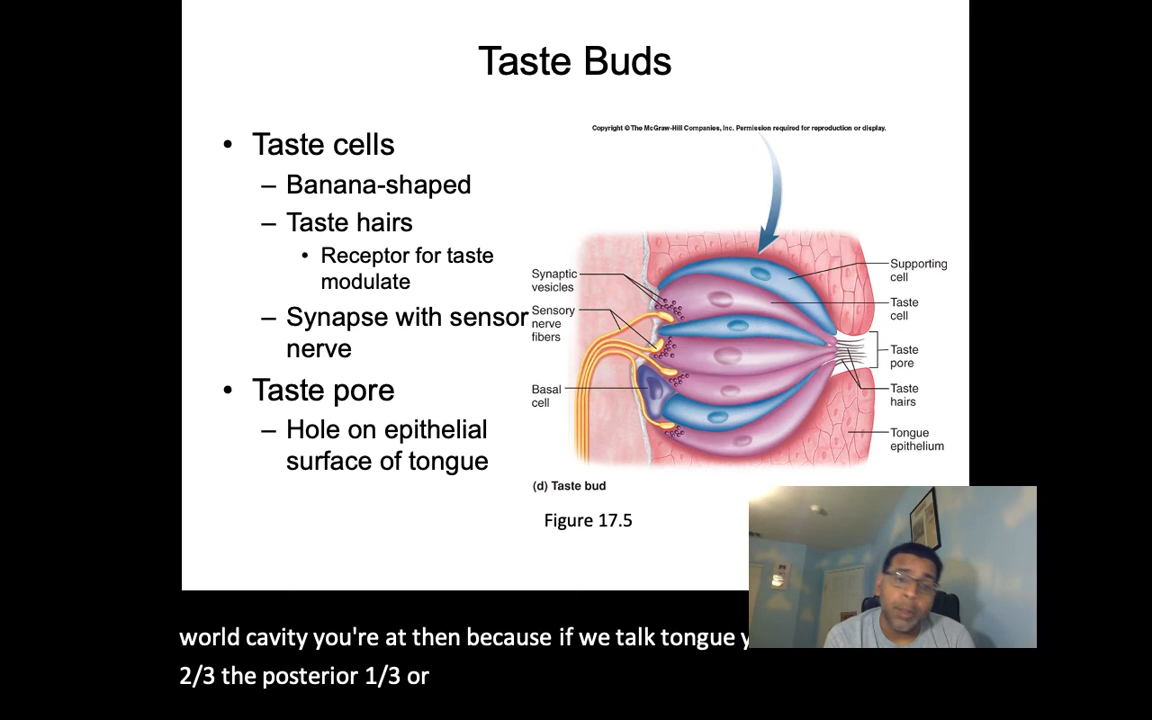 Taste Buds
• Taste cells
– Banana-shaped
– Taste hairs
• Receptor for taste
modulate
– Synapse with sensor
nerve
• Taste pore
– Hole on epithelial
surface of tongue
Copyright © The McGraw-Hill Companies, Inc. Permission required for reproduction or display.
Synaptic
vesicles
Sensory
nerve
fibers
Basal
cell
Supporting
cell
Taste
cell
Taste
pore
Taste
hairs
Tongue
epithelium
(d) Taste bud
Figure 17.5
world cavity you're at then because if we talk tongue
2/3 the posterior 1/3 or